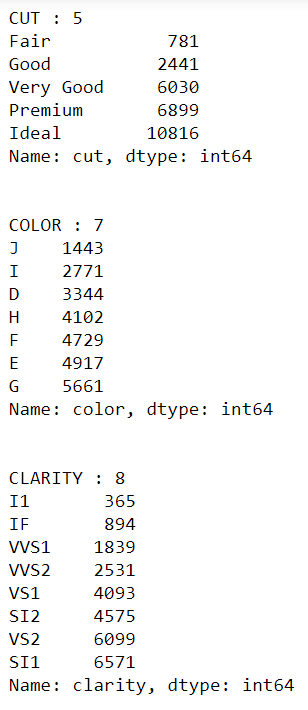 CUT : 5
Fair 781
Good 2441
Very Good 6030
Premium 6899
Ideal 10816
Name: cut, dtype: int64
COLOR : 7
J 1443
I 2771
D 3344
H 4102
F 4729
E 4917
G 5661
Name: color, dtype: int64
CLARITY : 8
I1 365
IF 894
VVS1 1839
VVS2 2531
VS1 4093
SI2 4575
VS2 6099
SI1 6571
Name: clarity, dtype: int64